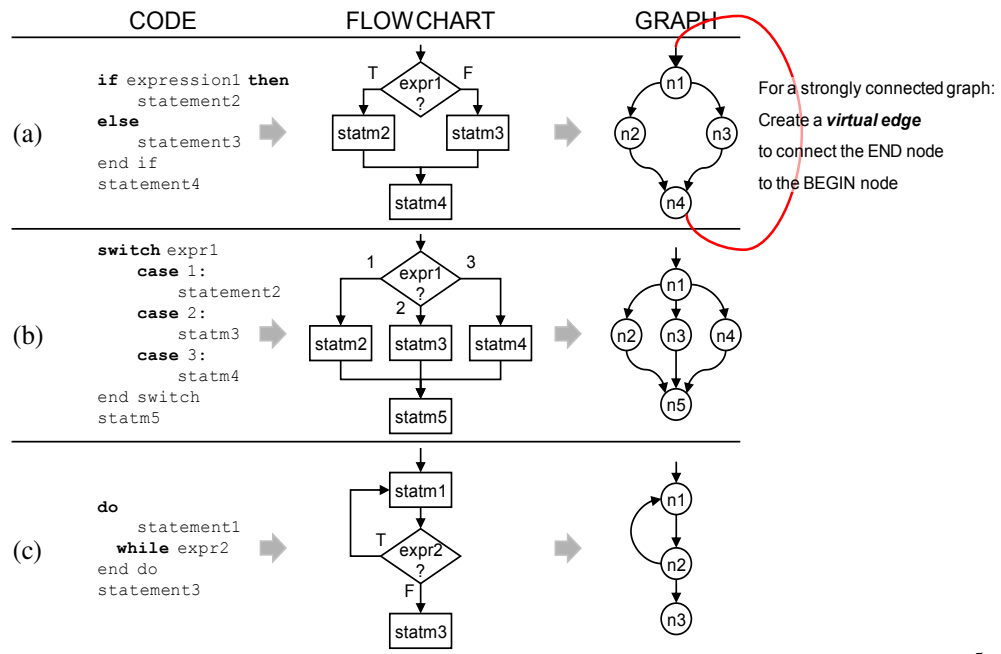 CODE
FLOWCHART
GRAPH
(a)
if expression1 then
statement2
else
statement3
end if
statement4
T
F
expr1
?
statm2
statm3
statm4
n1
n2
n3
n4
For a strongly connected graph:
Create a virtual edge
to connect the END node
to the BEGIN node
(b)
switch expr1
case 1:
statement2
case 2:
statm3
case 3:
statm4
end switch
statm5
1
3
expr1
?
2
statm2
statm3
statm4
statm5
n1
n2
n3
n4
n5
(c)
do
statement1
while expr2
end do
statement3
statm1
T
expr2
?
F
statm3
n1
n2
n3